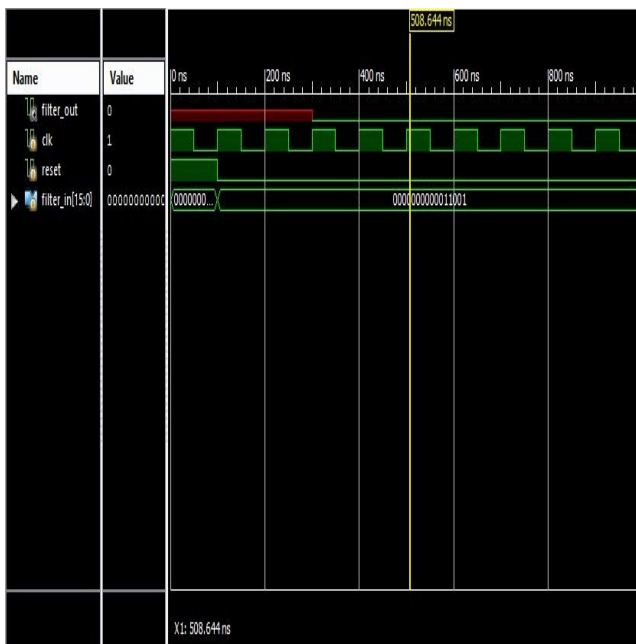 508.644 ns
Name Value 0 ns 200 ns 400 ns 600 ns 800 ns
filter_out 0
clk 1
reset 0
filter_in[15:0] 00000000000 0000000... 0000000000011001
X1: 508.644 ns